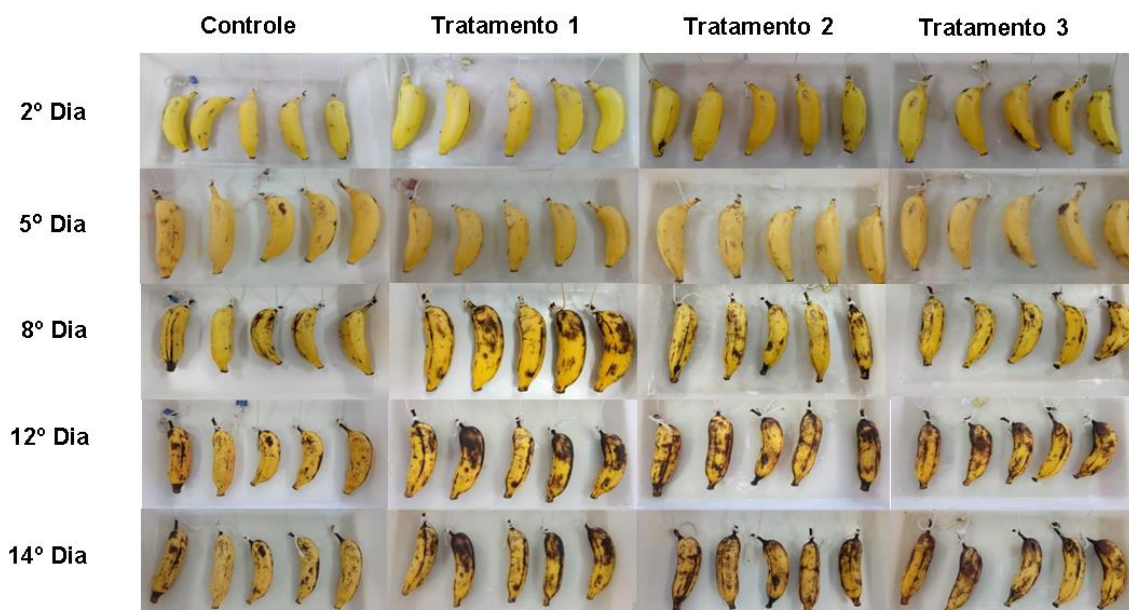 Controle Tratamento 1 Tratamento 2 Tratamento 3
2º Dia
5º Dia
8º Dia
12º Dia
14º Dia